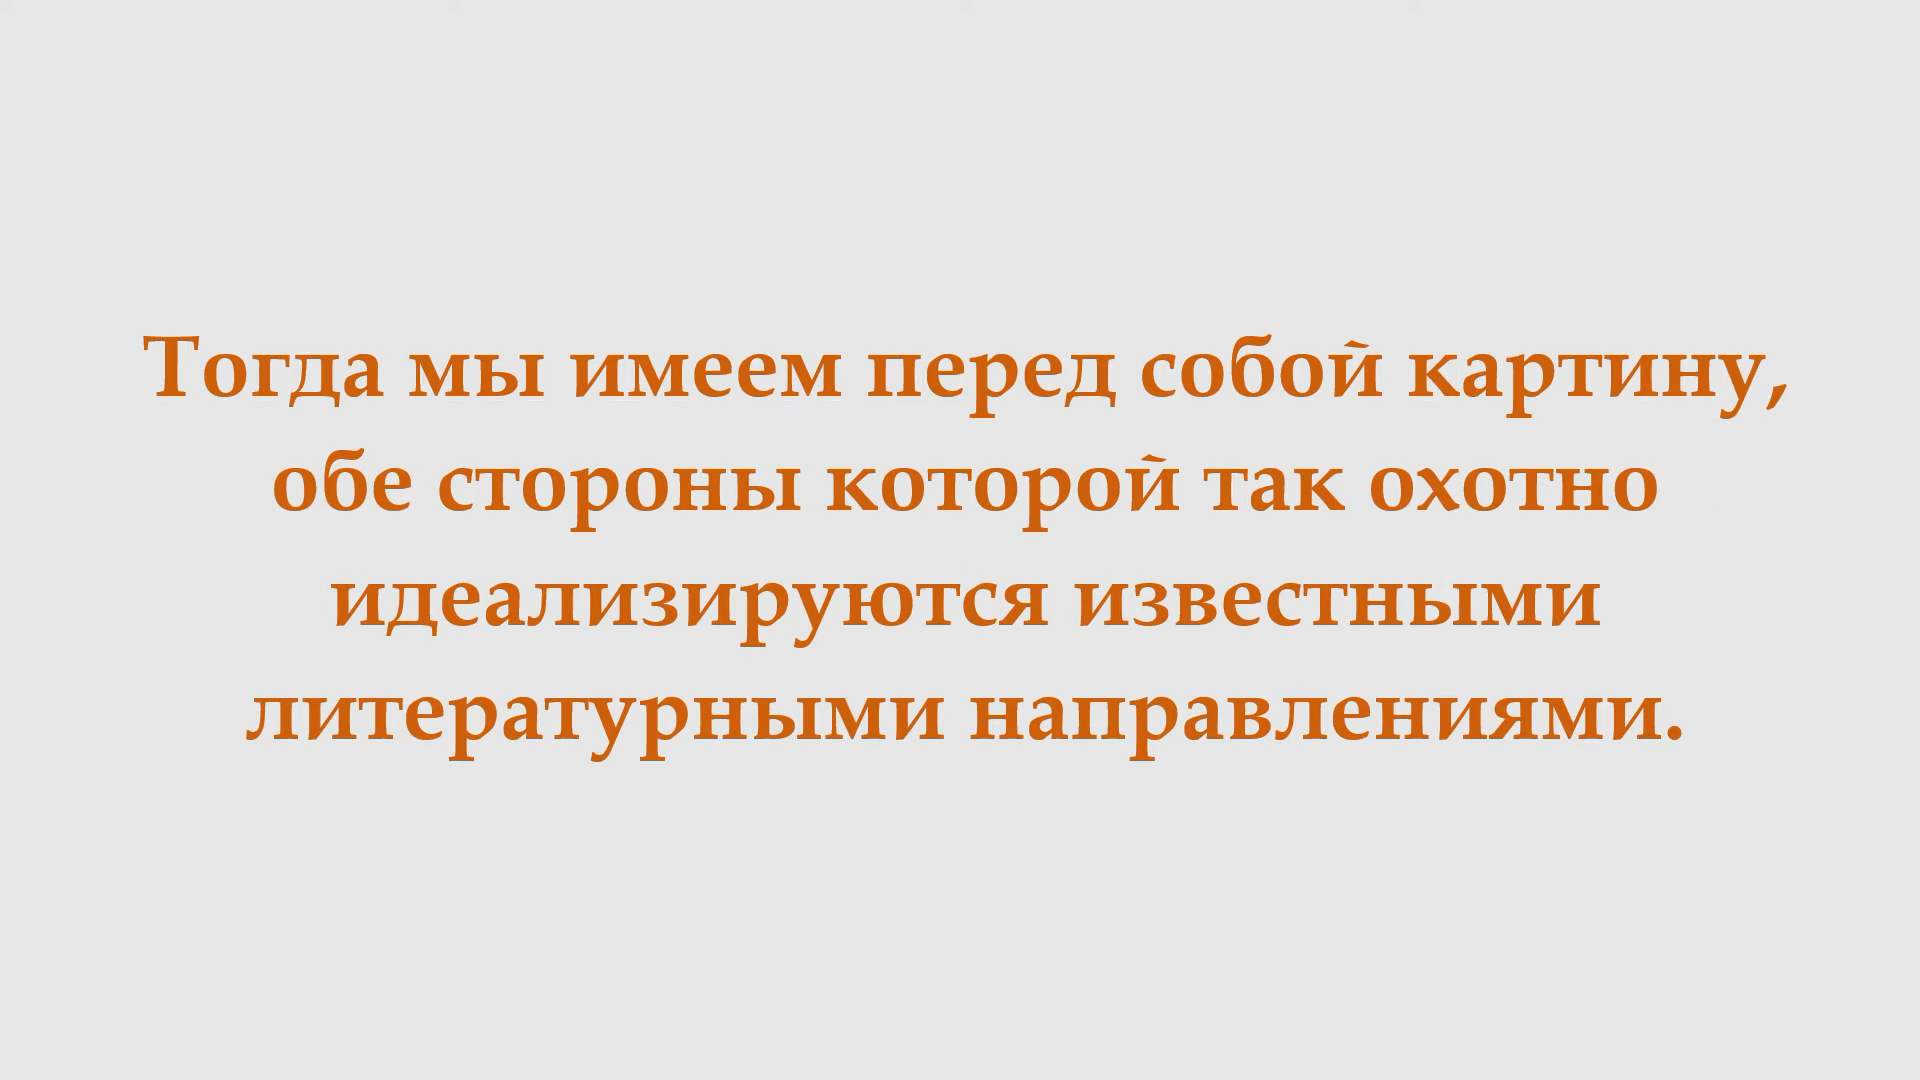 Тогда мы имеем перед собой картину,
обе стороны которой так охотно
идеализируются известными
литературными направлениями.